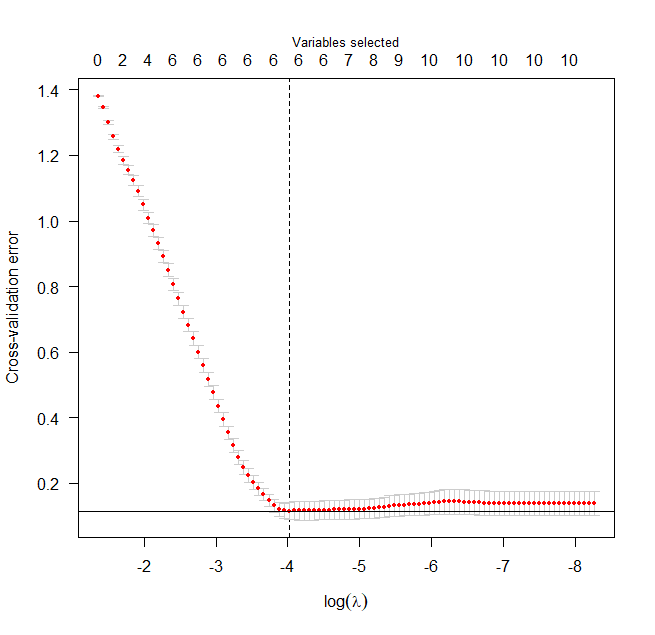 Variables selected
0 2 4 6 6 6 6 6 6 6 7 8 9 10 10 10 10 10
1.4
1.2
1.0
0.8
0.6
0.4
0.2
Cross-validation error
-2 -3 -4 -5 -6 -7 -8
log(λ)